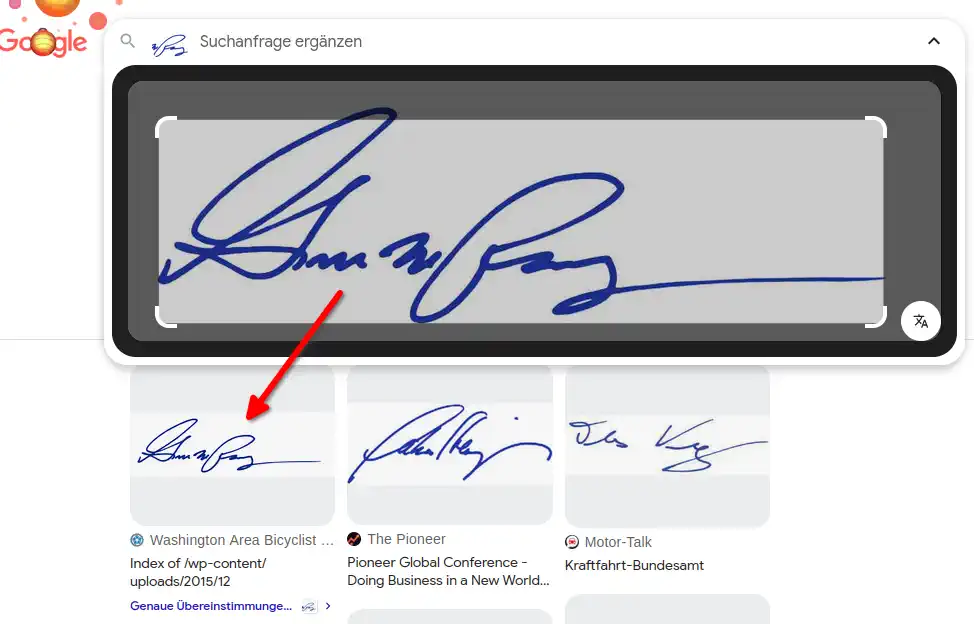 Google
Suchanfrage ergänzen
Washington Area Bicyclist ...
Index of /wp-content/
uploads/2015/12
Genaue Übereinstimmunge...
The Pioneer
Pioneer Global Conference -
Doing Business in a New World...
Motor-Talk
Kraftfahrt-Bundesamt